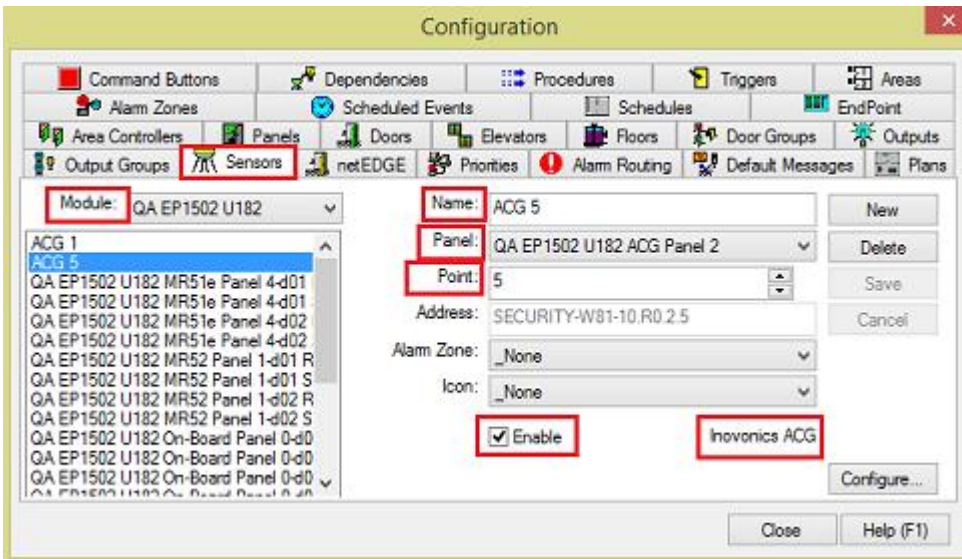 Configuration
Command Buttons Dependencies Procedures Triggers Areas
Alarm Zones Scheduled Events Schedules EndPoint
Area Controllers Panels Doors Elevators Floors Door Groups Outputs
Output Groups Sensors netEDGE Priorities Alarm Routing Default Messages Plans
Module: QA EP1502 U182
Name: ACG 5
New
Panel: QA EP1502 U182 ACG Panel 2
Delete
Point: 5
Save
Address: SECURITY-W81-10.R0.2.5
Cancel
Alarm Zone: _None
Icon: _None
Enable
Inovonics ACG
Configure...
ACG 1
ACG 5
QA EP1502 U182 MR51e Panel 4-d01
QA EP1502 U182 MR51e Panel 4-d01
QA EP1502 U182 MR51e Panel 4-d02
QA EP1502 U182 MR51e Panel 4-d02
QA EP1502 U182 MR52 Panel 1-d01 R
QA EP1502 U182 MR52 Panel 1-d01 S
QA EP1502 U182 MR52 Panel 1-d02 R
QA EP1502 U182 MR52 Panel 1-d02 S
QA EP1502 U182 On-Board Panel 0-d0
QA EP1502 U182 On-Board Panel 0-d0
QA EP1502 U182 On-Board Panel 0-d0
Close
Help (F1)